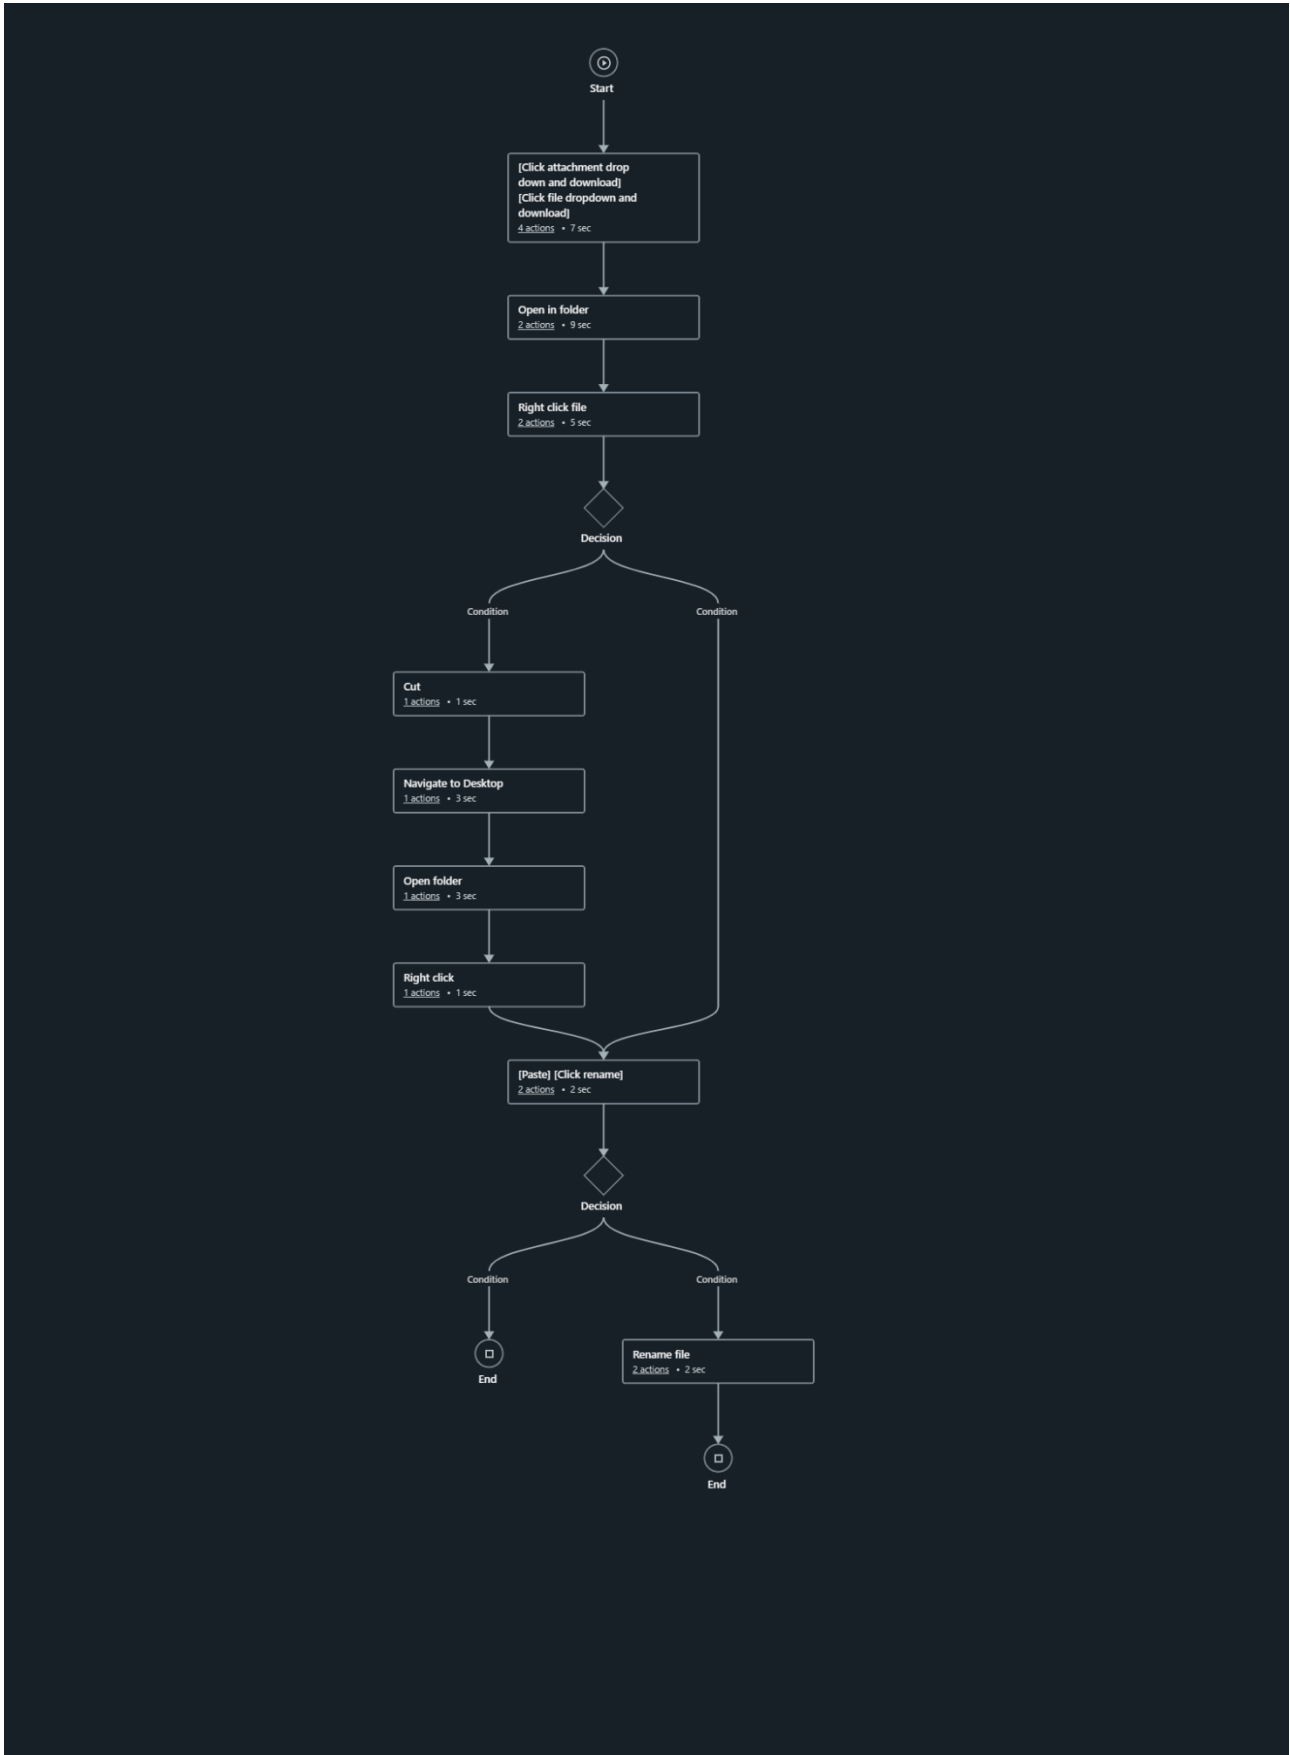 Start
[Click attachment drop
down and download]
[Click file dropdown and
download]
4 actions • 7 sec
Open in folder
2 actions • 9 sec
Right click file
2 actions • 5 sec
Decision
Condition
Condition
Cut
1 actions • 1 sec
Navigate to Desktop
1 actions • 3 sec
Open folder
1 actions • 3 sec
Right click
1 actions • 1 sec
[Paste] [Click rename]
2 actions • 2 sec
Decision
Condition
Condition
End
Rename file
2 actions • 2 sec
End